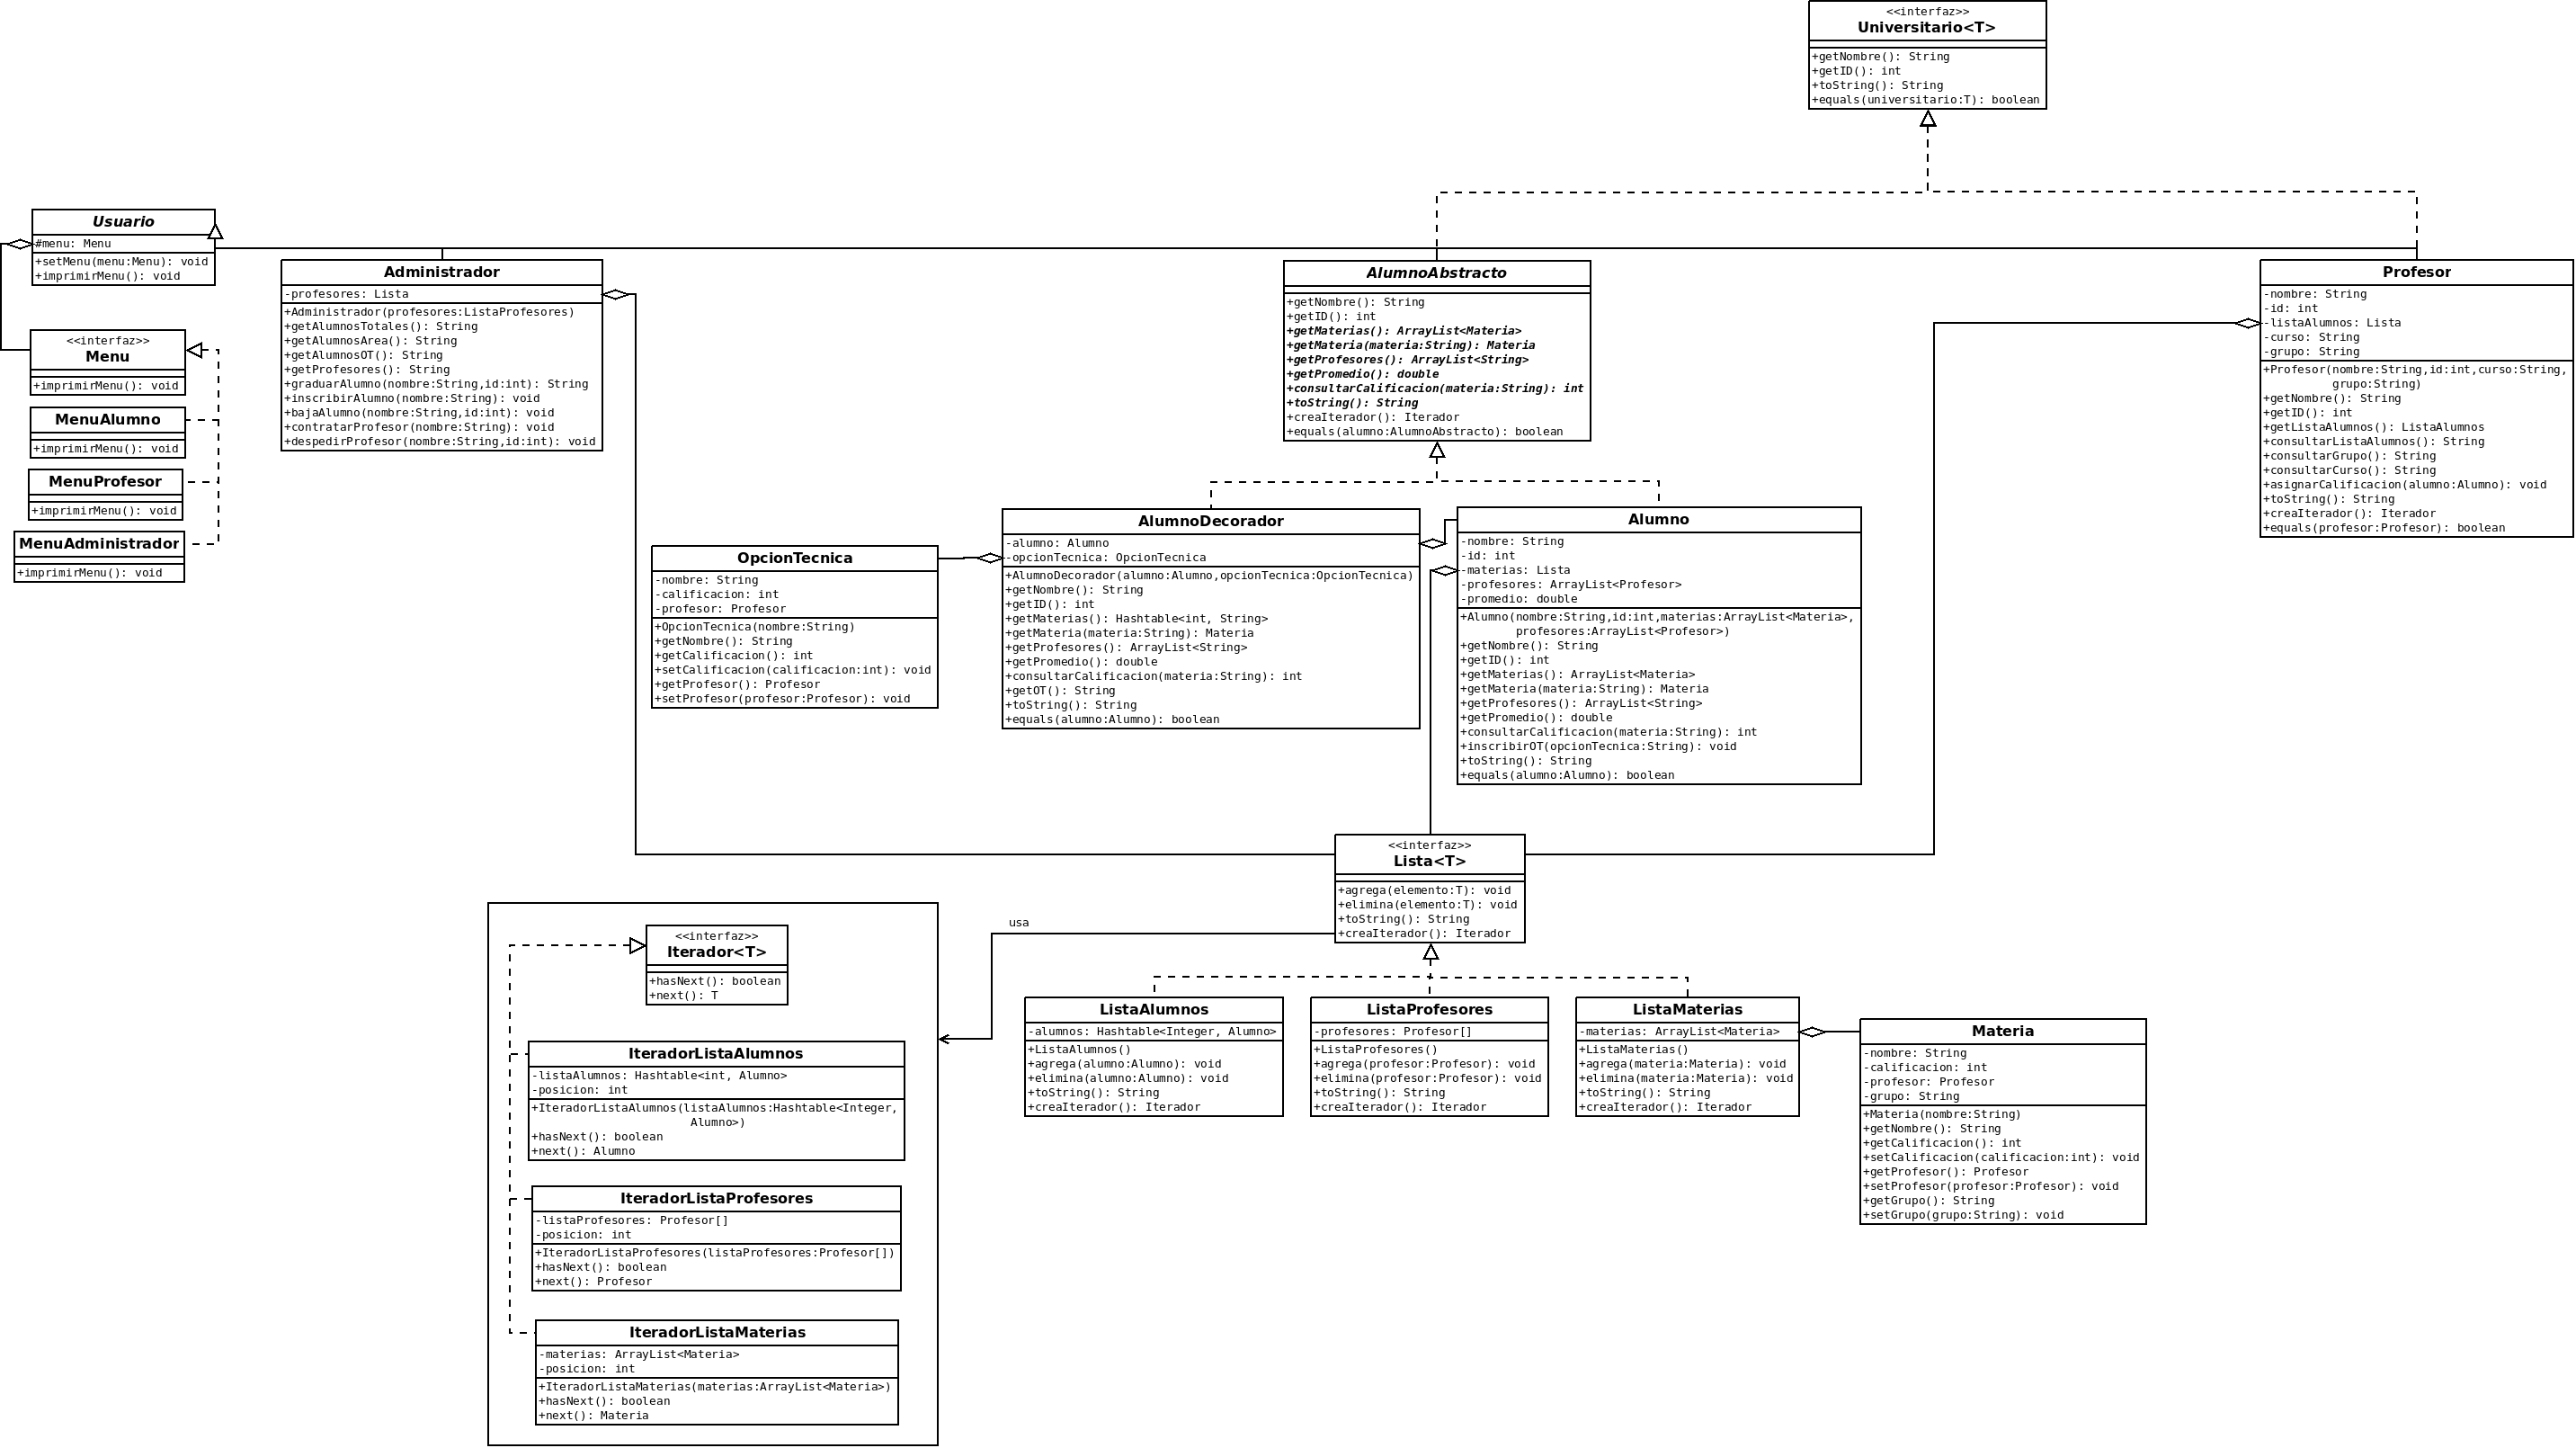 <<interfaz>>
Universitario<T>
+getNombre(): String
+getID(): int
+toString(): String
+equals(universitario:T): boolean
Usuario
#menu: Menu
+setMenu(menu:Menu): void
+imprimirMenu(): void
<<interfaz>>
Menu
+imprimirMenu(): void
MenuAlumno
+imprimirMenu(): void
MenuProfesor
+imprimirMenu(): void
MenuAdministrador
+imprimirMenu(): void
Administrador
-profesores: Lista
+Administrador(profesores:ListaProfesores)
+getAlumnosTotales(): String
+getAlumnosArea(): String
+getAlumnosOT(): String
+getProfesores(): String
+graduarAlumno(nombre:String,id:int): String
+inscribirAlumno(nombre:String): void
+bajaAlumno(nombre:String,id:int): void
+contratarProfesor(nombre:String): void
+despedirProfesor(nombre:String,id:int): void
AlumnoAbstracto
+getNombre(): String
+getID(): int
+getMaterias(): ArrayList<Materia>
+getMateria(materia:String): Materia
+getProfesores(): ArrayList<String>
+getPromedio(): double
+consultarCalificacion(materia:String): int
+toString(): String
+creaIterador(): Iterador
+equals(alumno:AlumnoAbstracto): boolean
Profesor
-nombre: String
-id: int
-listaAlumnos: Lista
-curso: String
-grupo: String
+Profesor(nombre:String,id:int,curso:String,
grupo:String)
+getNombre(): String
+getID(): int
+getListaAlumnos(): ListaAlumnos
+consultarListaAlumnos(): String
+consultarGrupo(): String
+consultarCurso(): String
+asignarCalificacion(alumno:Alumno): void
+toString(): String
+creaIterador(): Iterador
+equals(profesor:Profesor): boolean
OpcionTecnica
-nombre: String
-calificacion: int
-profesor: Profesor
+OpcionTecnica(nombre:String)
+getNombre(): String
+getCalificacion(): int
+setCalificacion(calificacion:int): void
+getProfesor(): Profesor
+setProfesor(profesor:Profesor): void
AlumnoDecorador
-alumno: Alumno
-opcionTecnica: OpcionTecnica
+AlumnoDecorador(alumno:Alumno,opcionTecnica:OpcionTecnica)
+getNombre(): String
+getID(): int
+getMaterias(): Hashtable<int, String>
+getMateria(materia:String): Materia
+getProfesores(): ArrayList<String>
+getPromedio(): double
+consultarCalificacion(materia:String): int
+getOT(): String
+toString(): String
+equals(alumno:Alumno): boolean
Alumno
-nombre: String
-id: int
-materias: Lista
-profesores: ArrayList<Profesor>
-promedio: double
+Alumno(nombre:String,id:int,materias:ArrayList<Materia>,
profesores:ArrayList<Profesor>)
+getNombre(): String
+getID(): int
+getMaterias(): ArrayList<Materia>
+getMateria(materia:String): Materia
+getProfesores(): ArrayList<String>
+getPromedio(): double
+consultarCalificacion(materia:String): int
+inscribirOT(opcionTecnica:String): void
+toString(): String
+equals(alumno:Alumno): boolean
<<interfaz>>
Lista<T>
+agrega(elemento:T): void
+elimina(elemento:T): void
+toString(): String
+creaIterador(): Iterador
usa
<<interfaz>>
Iterador<T>
+hasNext(): boolean
+next(): T
IteradorListaAlumnos
-listaAlumnos: Hashtable<int, Alumno>
-posicion: int
+IteradorListaAlumnos(listaAlumnos:Hashtable<Integer,
Alumno>)
+hasNext(): boolean
+next(): Alumno
IteradorListaProfesores
-listaProfesores: Profesor[]
-posicion: int
+IteradorListaProfesores(listaProfesores:Profesor[])
+hasNext(): boolean
+next(): Profesor
IteradorListaMaterias
-materias: ArrayList<Materia>
-posicion: int
+IteradorListaMaterias(materias:ArrayList<Materia>)
+hasNext(): boolean
+next(): Materia
ListaAlumnos
-alumnos: Hashtable<Integer, Alumno>
+ListaAlumnos()
+agrega(alumno:Alumno): void
+elimina(alumno:Alumno): void
+toString(): String
+creaIterador(): Iterador
ListaProfesores
-profesores: Profesor[]
+ListaProfesores()
+agrega(profesor:Profesor): void
+elimina(profesor:Profesor): void
+toString(): String
+creaIterador(): Iterador
ListaMaterias
-materias: ArrayList<Materia>
+ListaMaterias()
+agrega(materia:Materia): void
+elimina(materia:Materia): void
+toString(): String
+creaIterador(): Iterador
Materia
-nombre: String
-calificacion: int
-profesor: Profesor
-grupo: String
+Materia(nombre:String)
+getNombre(): String
+getCalificacion(): int
+setCalificacion(calificacion:int): void
+getProfesor(): Profesor
+setProfesor(profesor:Profesor): void
+getGrupo(): String
+setGrupo(grupo:String): void